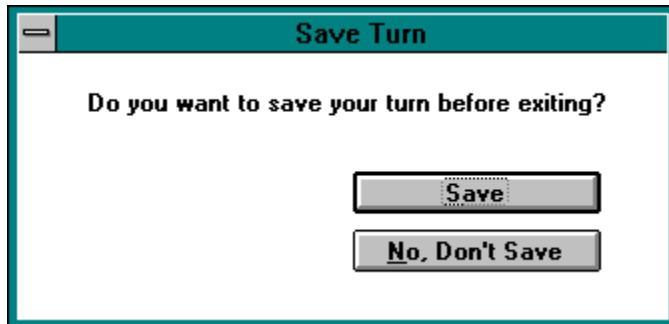 Save Turn
Do you want to save your turn before exiting?
Save
No, Don't Save